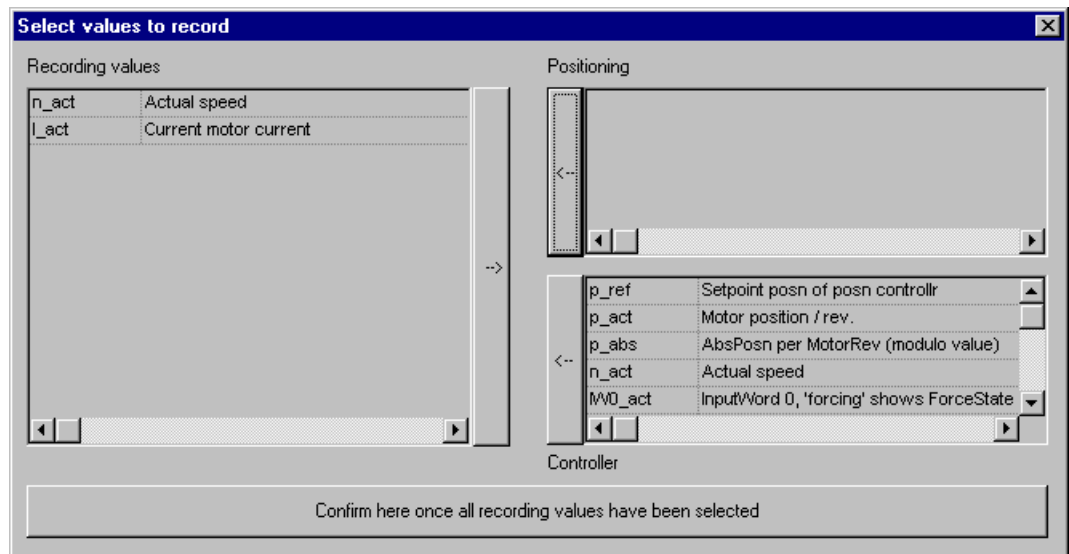 Select values to record
Recording values
n_act Actual speed
I_act Current motor current
-->
Positioning
<--
<--
p_ref Setpoint posn of posn controllr
p_act Motor position / rev.
p_abs AbsPosn per MotorRev (modulo value)
n_act Actual speed
IW0_act InputWord 0, 'forcing' shows ForceState
Controller
Confirm here once all recording values have been selected